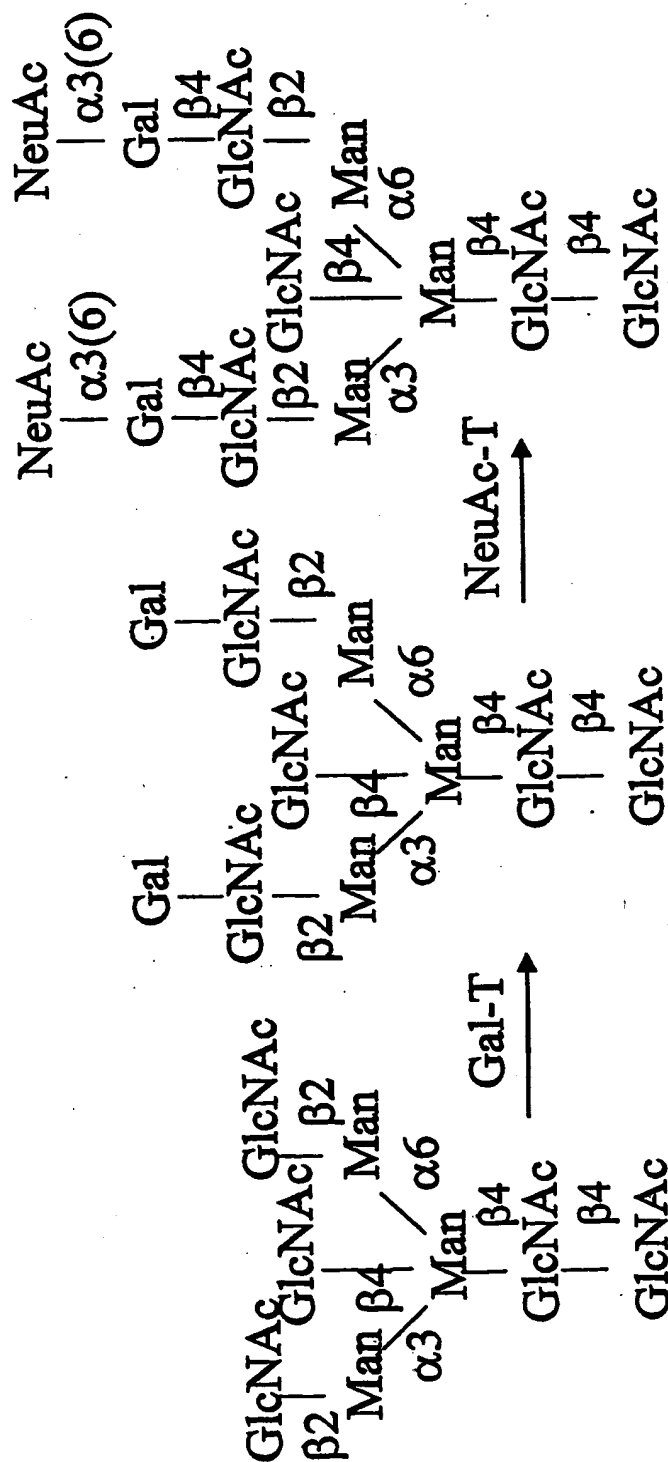 GlcNAc GlcNAc
GlcNAc
β2 β2
Man β4 Man
α3 Man α6
β4
GlcNAc
β4
GlcNAc
Gal-T
Gal Gal
GlcNAc GlcNAc
GlcNAc
β2 β2
Man β4 Man
α3 Man α6
β4
GlcNAc
β4
GlcNAc
NeuAc-T
NeuAc NeuAc
α3(6) α3(6)
Gal Gal
β4 β4
GlcNAc GlcNAc
β2 GlcNAc β2
Man β4 Man
α3 Man α6
β4
GlcNAc
β4
GlcNAc